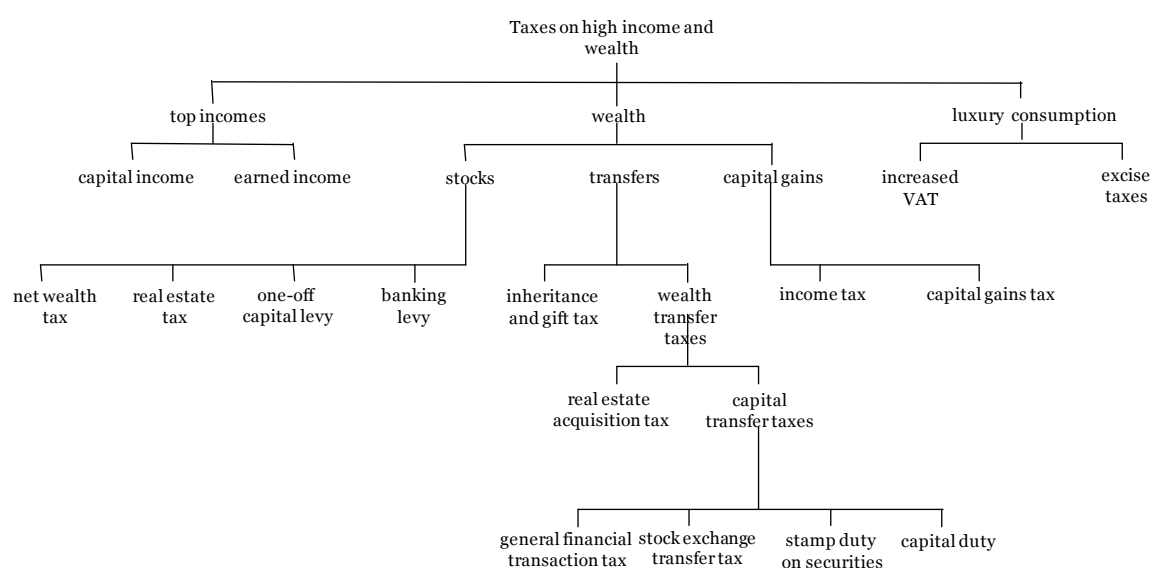 Taxes on high income and
wealth
top incomes
wealth
luxury consumption
capital income
earned income
stocks
transfers
capital gains
increased
VAT
excise
taxes
net wealth
tax
real estate
tax
one-off
capital levy
banking
levy
inheritance
and gift tax
wealth
transfer
taxes
income tax
capital gains tax
real estate
acquisition tax
capital
transfer taxes
general financial
transaction tax
stock exchange
transfer tax
stamp duty
on securities
capital duty